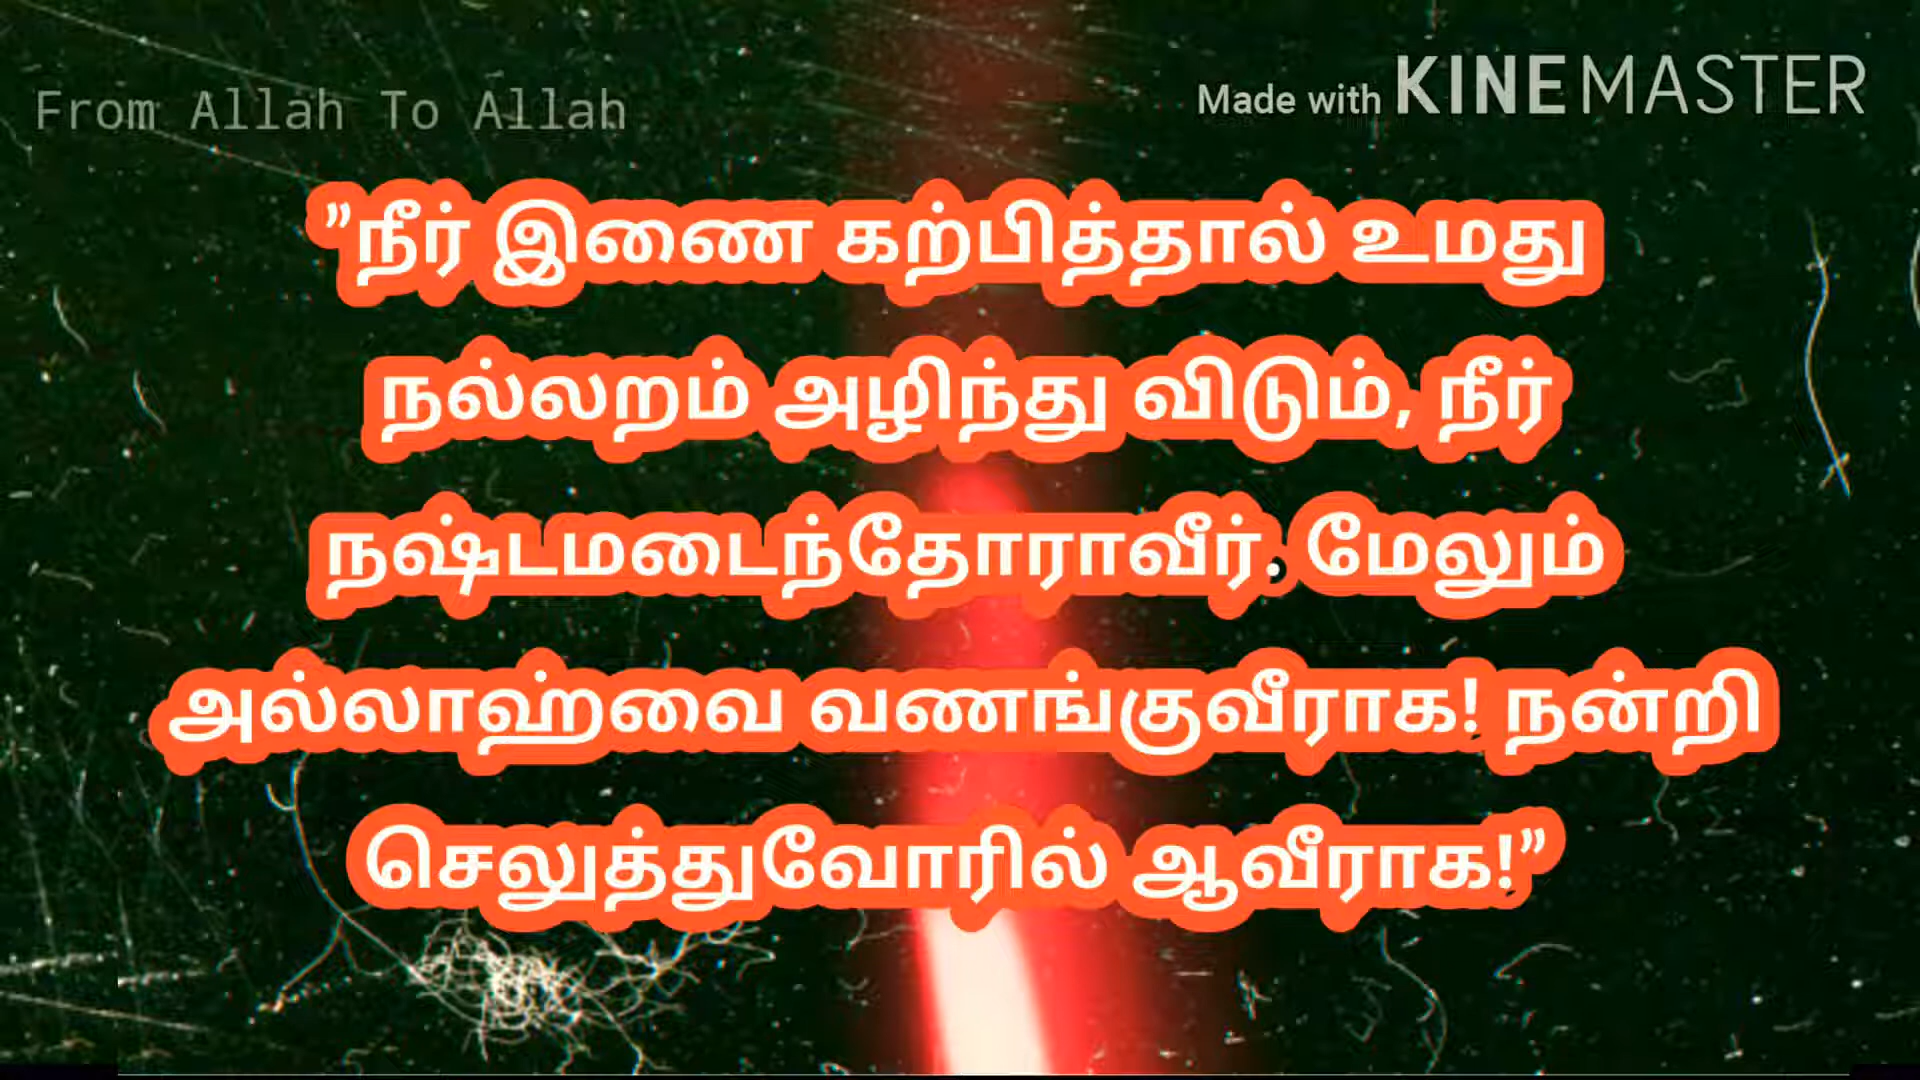 From Allah To Allah
Made with KINEMASTER
"நீர் இணை கற்பித்தால் உமது
நல்லறம் அழிந்து விடும், நீர்
நஷ்டமடைந்தோராவீர். மேலும்
அல்லாஹ்வை வணங்குவீராக! நன்றி
செலுத்துவோரில் ஆவீராக!”